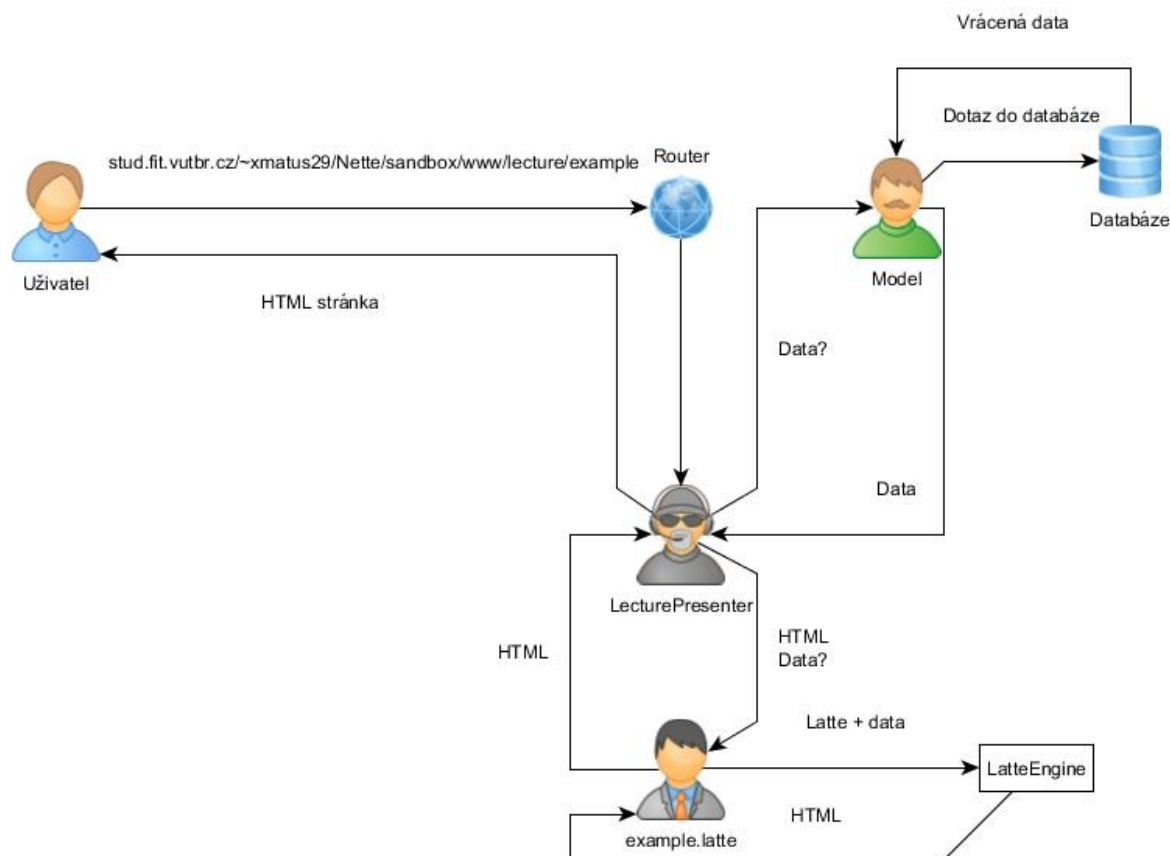 Vrácená data
Dotaz do databáze
stud.fit.vutbr.cz/~xmatus29/Nette/sandbox/www/lecture/example
Router
Databáze
Uživatel
Model
HTML stránka
Data?
Data
LecturePresenter
HTML
HTML
Data?
Latte + data
LatteEngine
HTML
example.latte